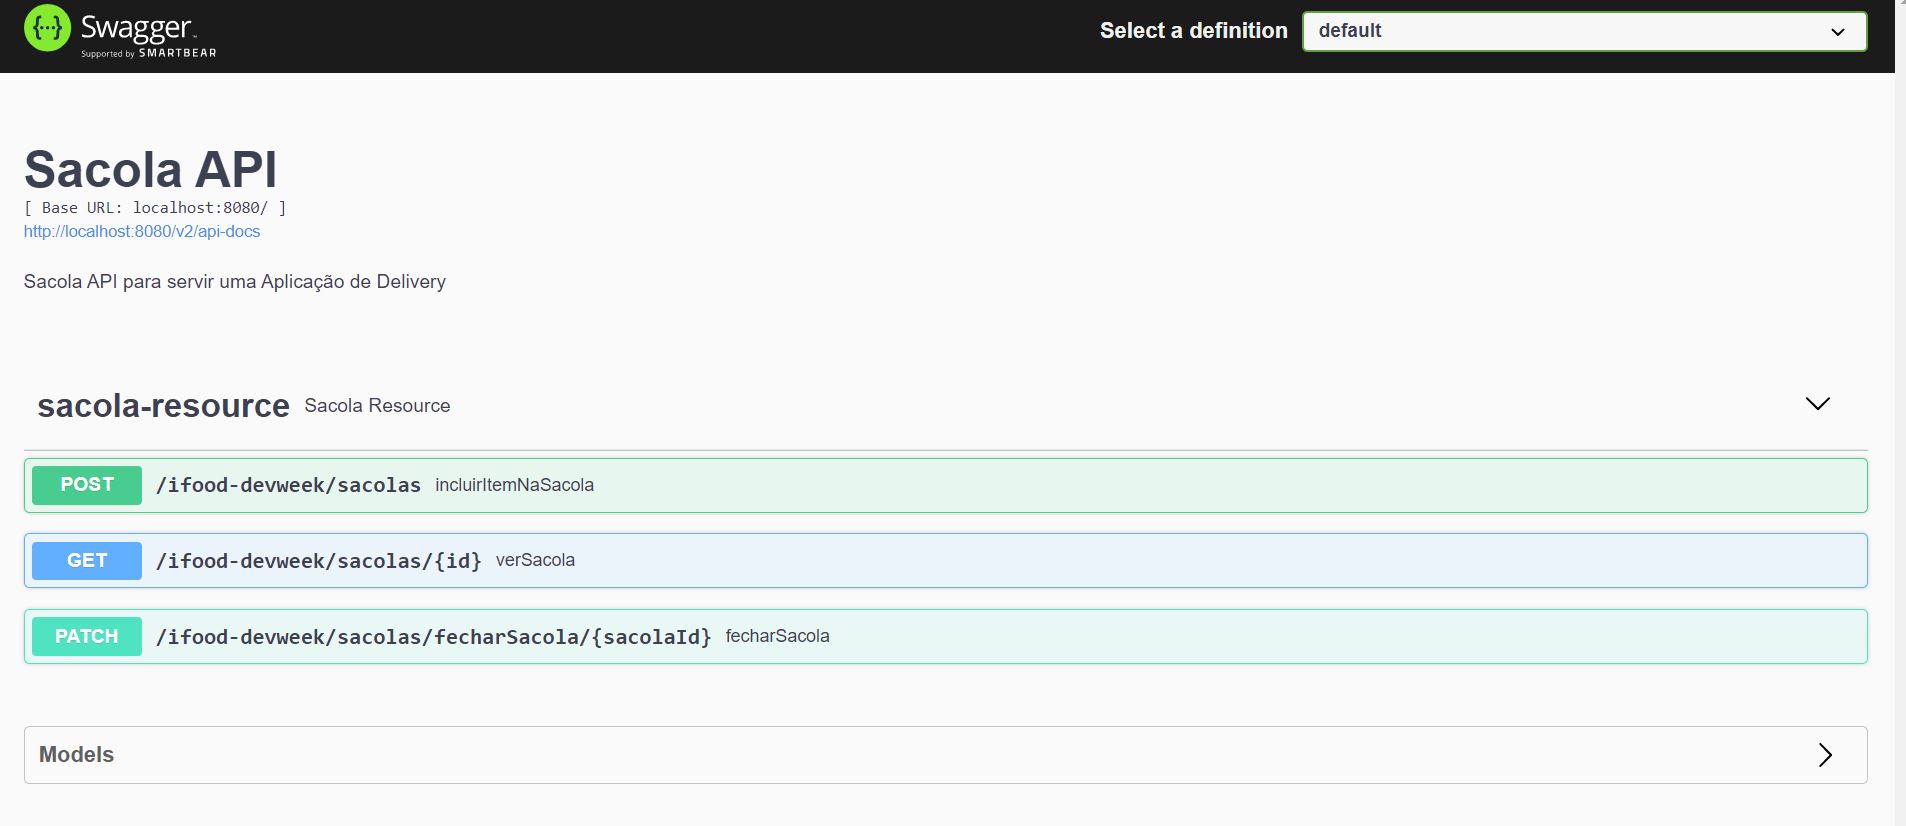 Swagger
Supported by SMARTBEAR
Select a definition
default
Sacola API
[ Base URL: localhost:8080/ ]
http://localhost:8080/v2/api-docs
Sacola API para servir uma Aplicação de Delivery
sacola-resource Sacola Resource
POST /ifood-devweek/sacolas incluirItemNaSacola
GET /ifood-devweek/sacolas/{id} verSacola
PATCH /ifood-devweek/sacolas/fecharSacola/{sacolaId} fecharSacola
Models